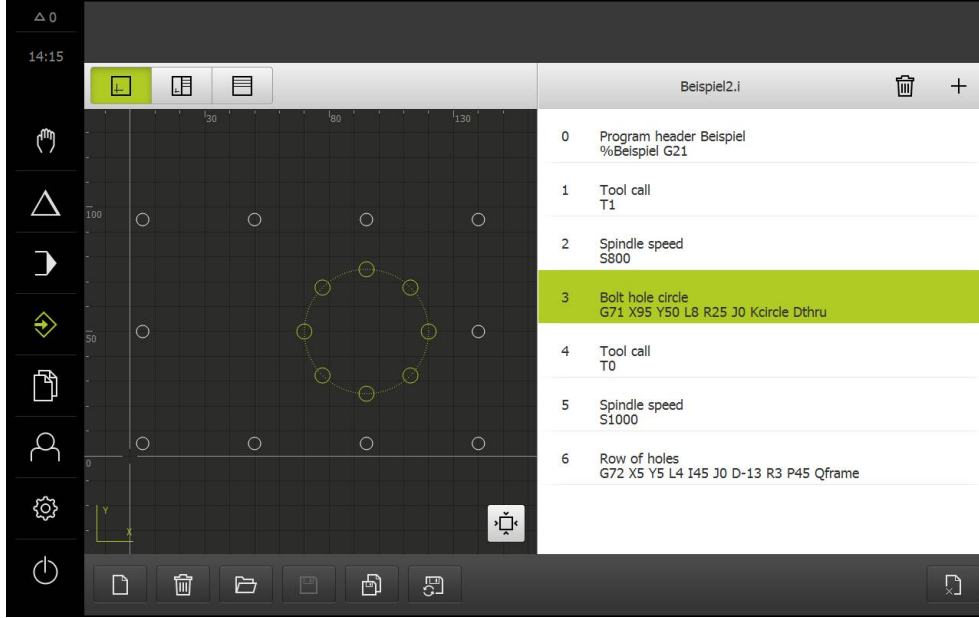 0
14:15
Beispiel2.i
30
80
130
100
50
0
Y
X
0 Program header Beispiel
%Beispiel G21
1 Tool call
T1
2 Spindle speed
S800
3 Bolt hole circle
G71 X95 Y50 L8 R25 J0 Kcircle Dthru
4 Tool call
T0
5 Spindle speed
S1000
6 Row of holes
G72 X5 Y5 L4 I45 J0 D-13 R3 P45 Qframe